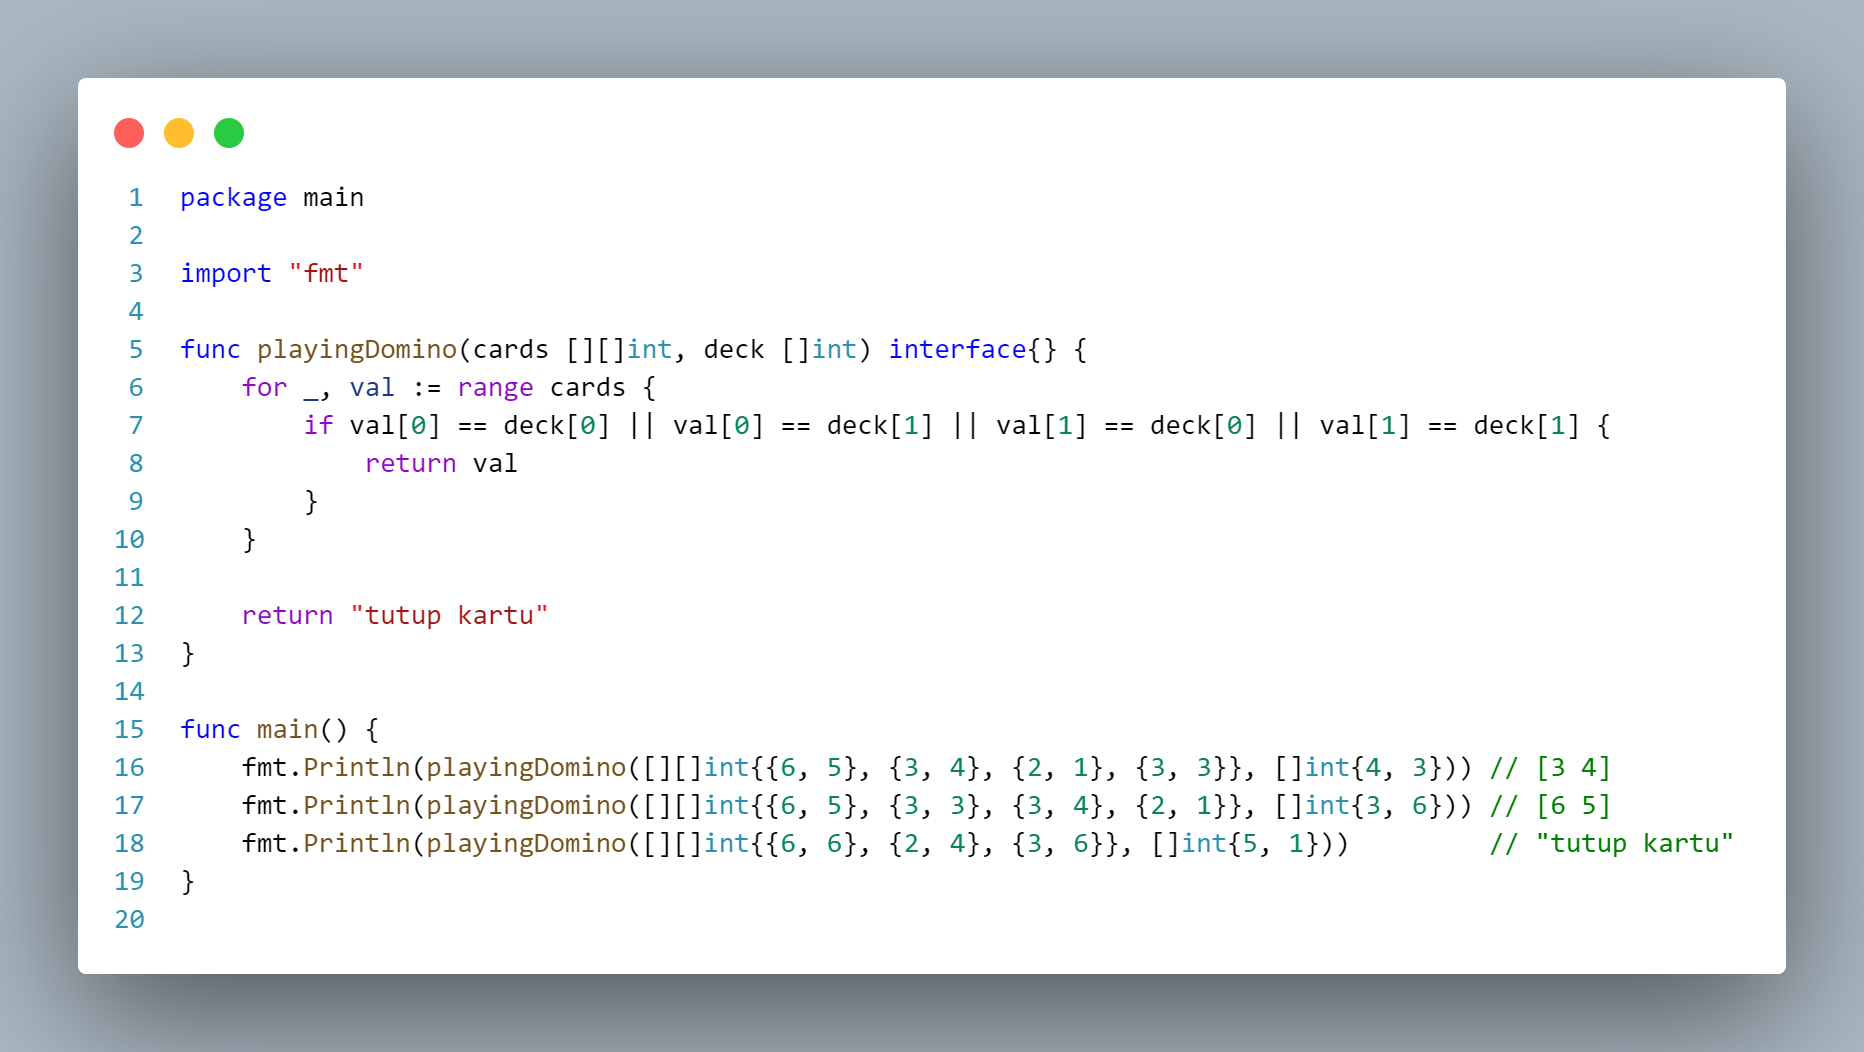 1 package main
2
3 import "fmt"
4
5 func playingDomino(cards [][]int, deck []int) interface{} {
6     for _, val := range cards {
7         if val[0] == deck[0] || val[0] == deck[1] || val[1] == deck[0] || val[1] == deck[1] {
8             return val
9         }
10     }
11
12     return "tutup kartu"
13 }
14
15 func main() {
16     fmt.Println(playingDomino([][]int{{6, 5}, {3, 4}, {2, 1}, {3, 3}}, []int{4, 3})) // [3 4]
17     fmt.Println(playingDomino([][]int{{6, 5}, {3, 3}, {3, 4}, {2, 1}}, []int{3, 6})) // [6 5]
18     fmt.Println(playingDomino([][]int{{6, 6}, {2, 4}, {3, 6}}, []int{5, 1}))         // "tutup kartu"
19 }
20